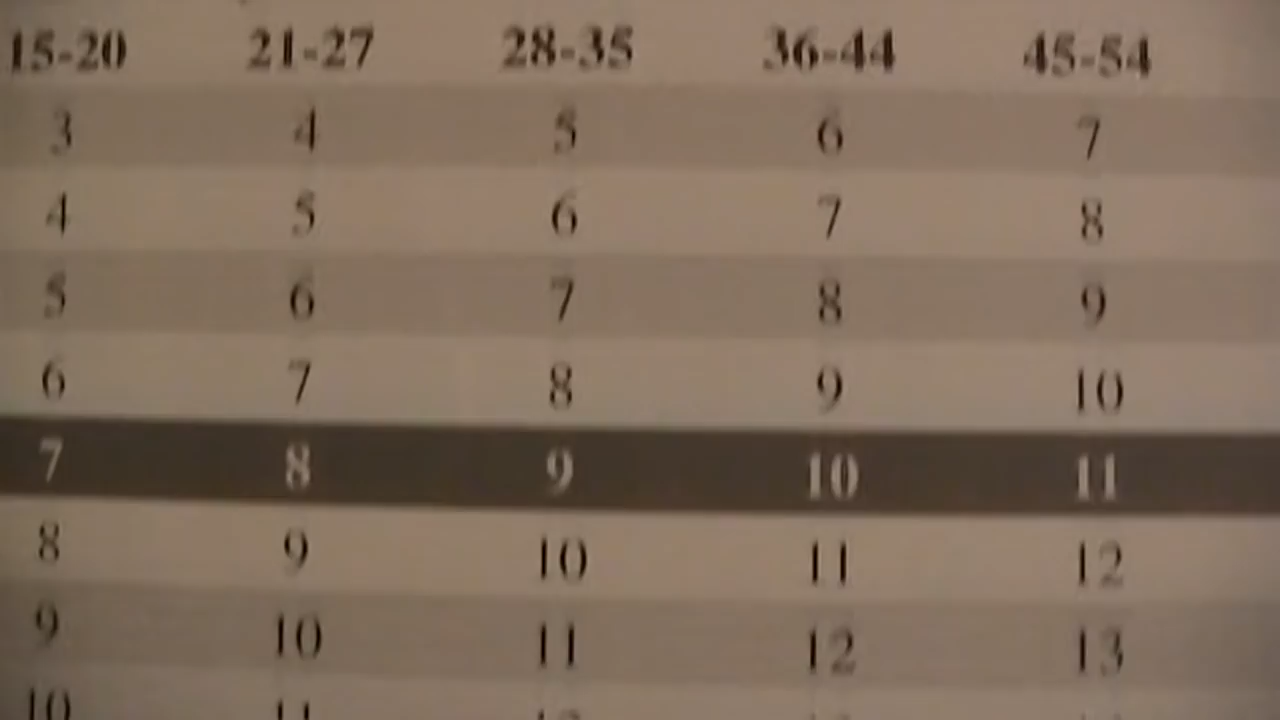 15-20 21-27 28-35 36-44 45-54
3 4 5 6 7
4 5 6 7 8
5 6 7 8 9
6 7 8 9 10
7 8 9 10 11
8 9 10 11 12
9 10 11 12 13
10 11